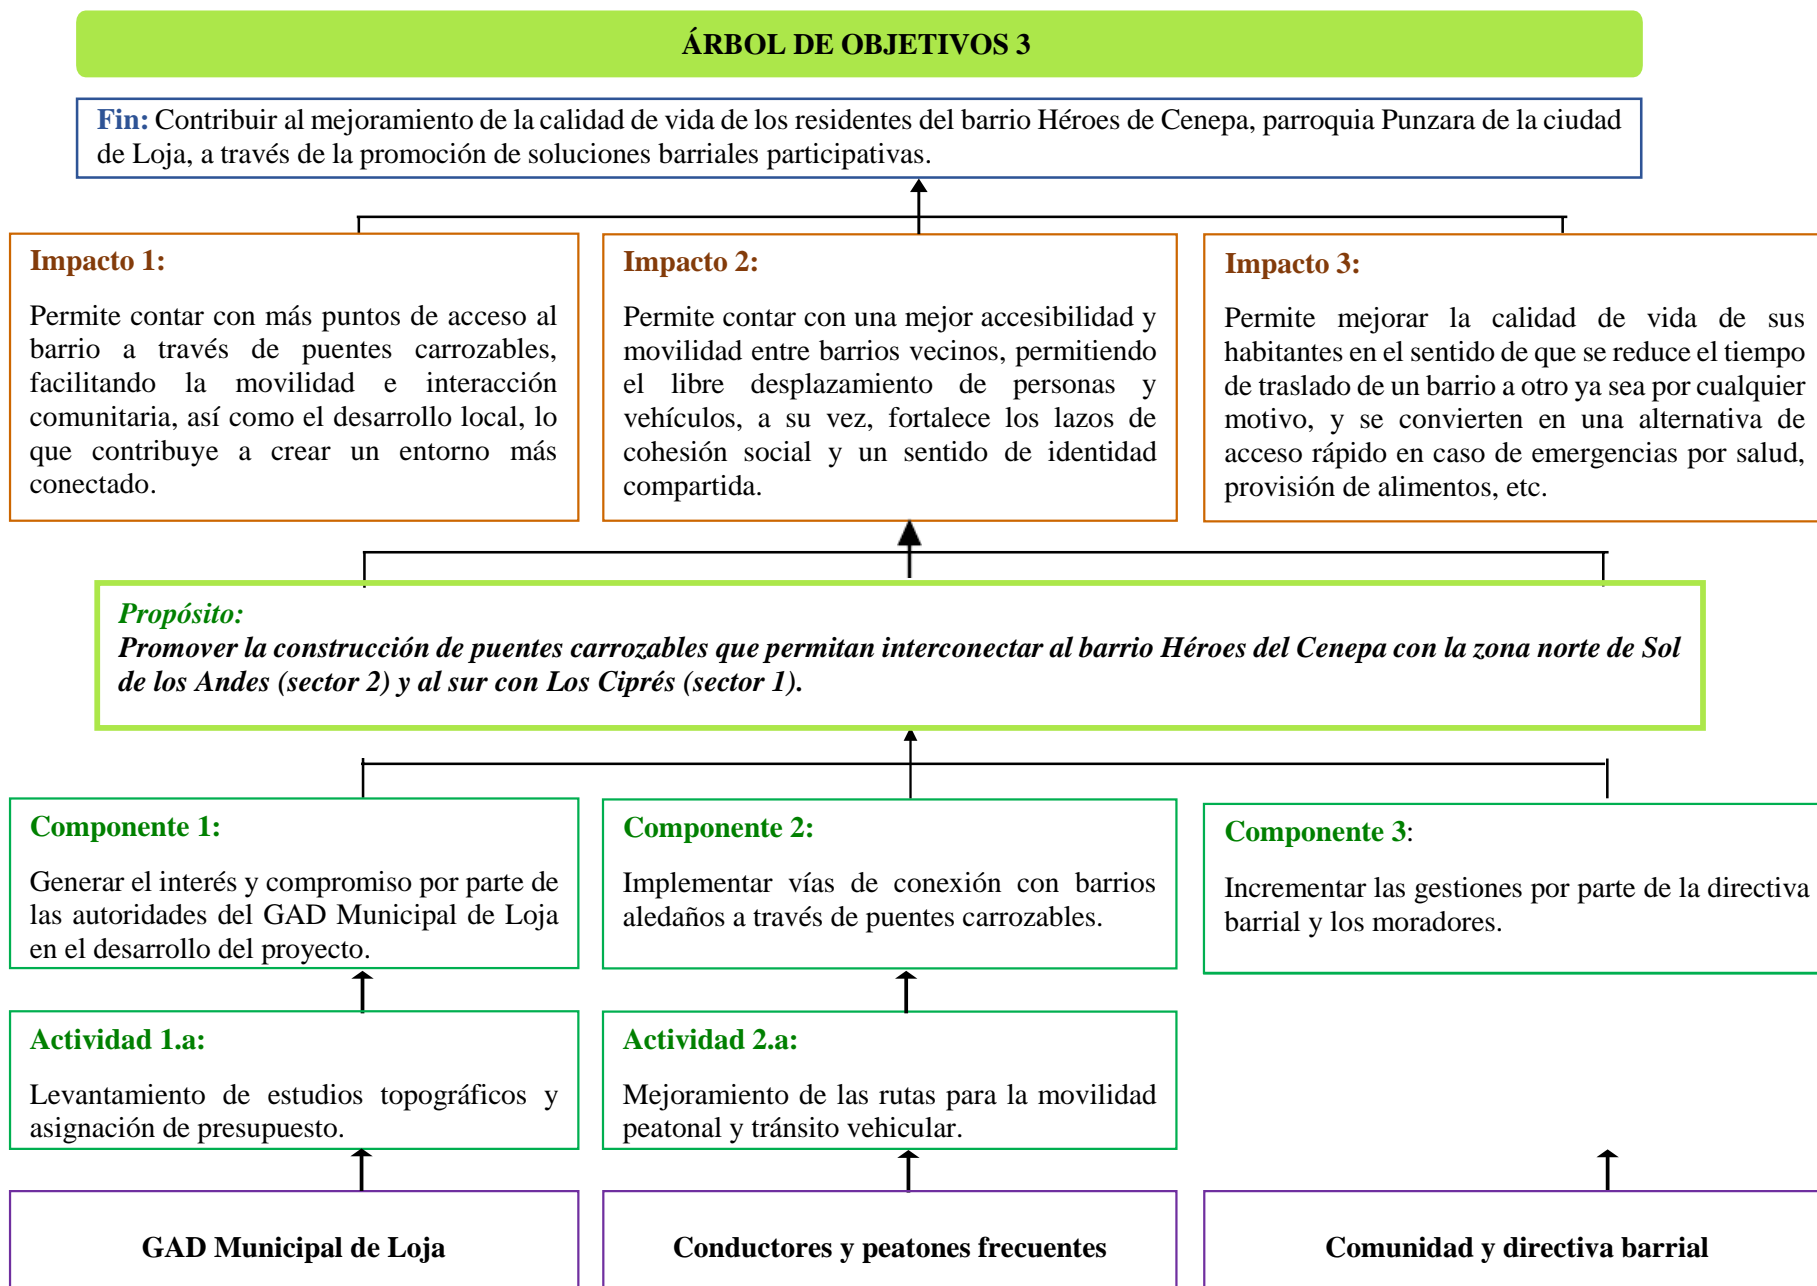 ÁRBOL DE OBJETIVOS 3
Fin: Contribuir al mejoramiento de la calidad de vida de los residentes del barrio Héroes de Cenepa, parroquia Punzara de la ciudad
de Loja, a través de la promoción de soluciones barriales participativas.
Impacto 1:
Permite contar con más puntos de acceso al
barrio a través de puentes carrozables,
facilitando la movilidad e interacción
comunitaria, así como el desarrollo local, lo
que contribuye a crear un entorno más
conectado.
Impacto 2:
Permite contar con una mejor accesibilidad y
movilidad entre barrios vecinos, permitiendo
el libre desplazamiento de personas y
vehículos, a su vez, fortalece los lazos de
cohesión social y un sentido de identidad
compartida.
Impacto 3:
Permite mejorar la calidad de vida de sus
habitantes en el sentido de que se reduce el tiempo
de traslado de un barrio a otro ya sea por cualquier
motivo, y se convierten en una alternativa de
acceso rápido en caso de emergencias por salud,
provisión de alimentos, etc.
Propósito:
Promover la construcción de puentes carrozables que permitan interconectar al barrio Héroes del Cenepa con la zona norte de Sol
de los Andes (sector 2) y al sur con Los Ciprés (sector 1).
Componente 1:
Generar el interés y compromiso por parte de
las autoridades del GAD Municipal de Loja
en el desarrollo del proyecto.
Componente 2:
Implementar vías de conexión con barrios
aledaños a través de puentes carrozables.
Componente 3:
Incrementar las gestiones por parte de la directiva
barrial y los moradores.
Actividad 1.a:
Levantamiento de estudios topográficos y
asignación de presupuesto.
Actividad 2.a:
Mejoramiento de las rutas para la movilidad
peatonal y tránsito vehicular.
GAD Municipal de Loja
Conductores y peatones frecuentes
Comunidad y directiva barrial